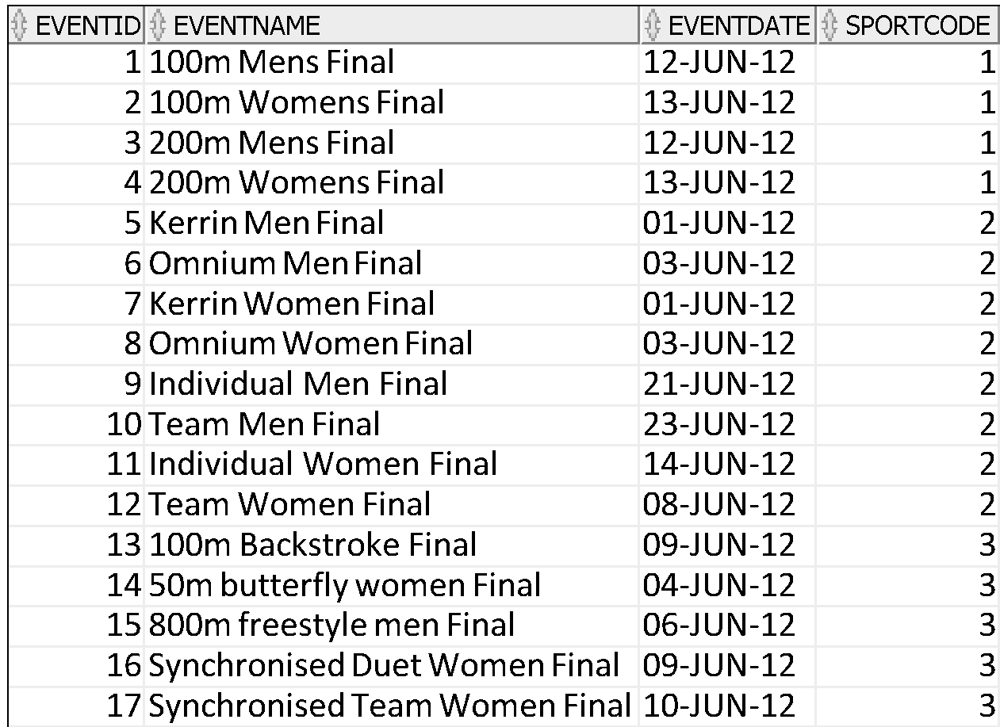 EVENTID EVENTNAME EVENTDATE SPORTCODE
1 100m Mens Final 12-JUN-12 1
2 100m Womens Final 13-JUN-12 1
3 200m Mens Final 12-JUN-12 1
4 200m Womens Final 13-JUN-12 1
5 Kerrin Men Final 01-JUN-12 2
6 Omnium Men Final 03-JUN-12 2
7 Kerrin Women Final 01-JUN-12 2
8 Omnium Women Final 03-JUN-12 2
9 Individual Men Final 21-JUN-12 2
10 Team Men Final 23-JUN-12 2
11 Individual Women Final 14-JUN-12 2
12 Team Women Final 08-JUN-12 2
13 100m Backstroke Final 09-JUN-12 3
14 50m butterfly women Final 04-JUN-12 3
15 800m freestyle men Final 06-JUN-12 3
16 Synchronised Duet Women Final 09-JUN-12 3
17 Synchronised Team Women Final 10-JUN-12 3